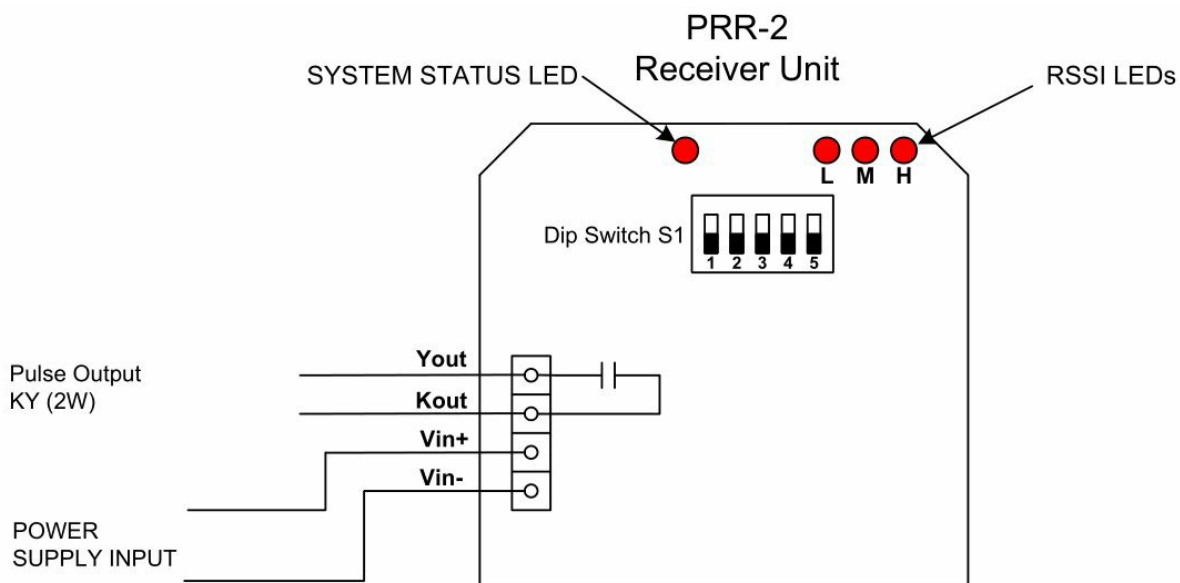 PRR-2
Receiver Unit
SYSTEM STATUS LED
RSSI LEDs
L M H
Dip Switch S1
1 2 3 4 5
Pulse Output
KY (2W)
Yout
Kout
Vin+
Vin-
POWER
SUPPLY INPUT